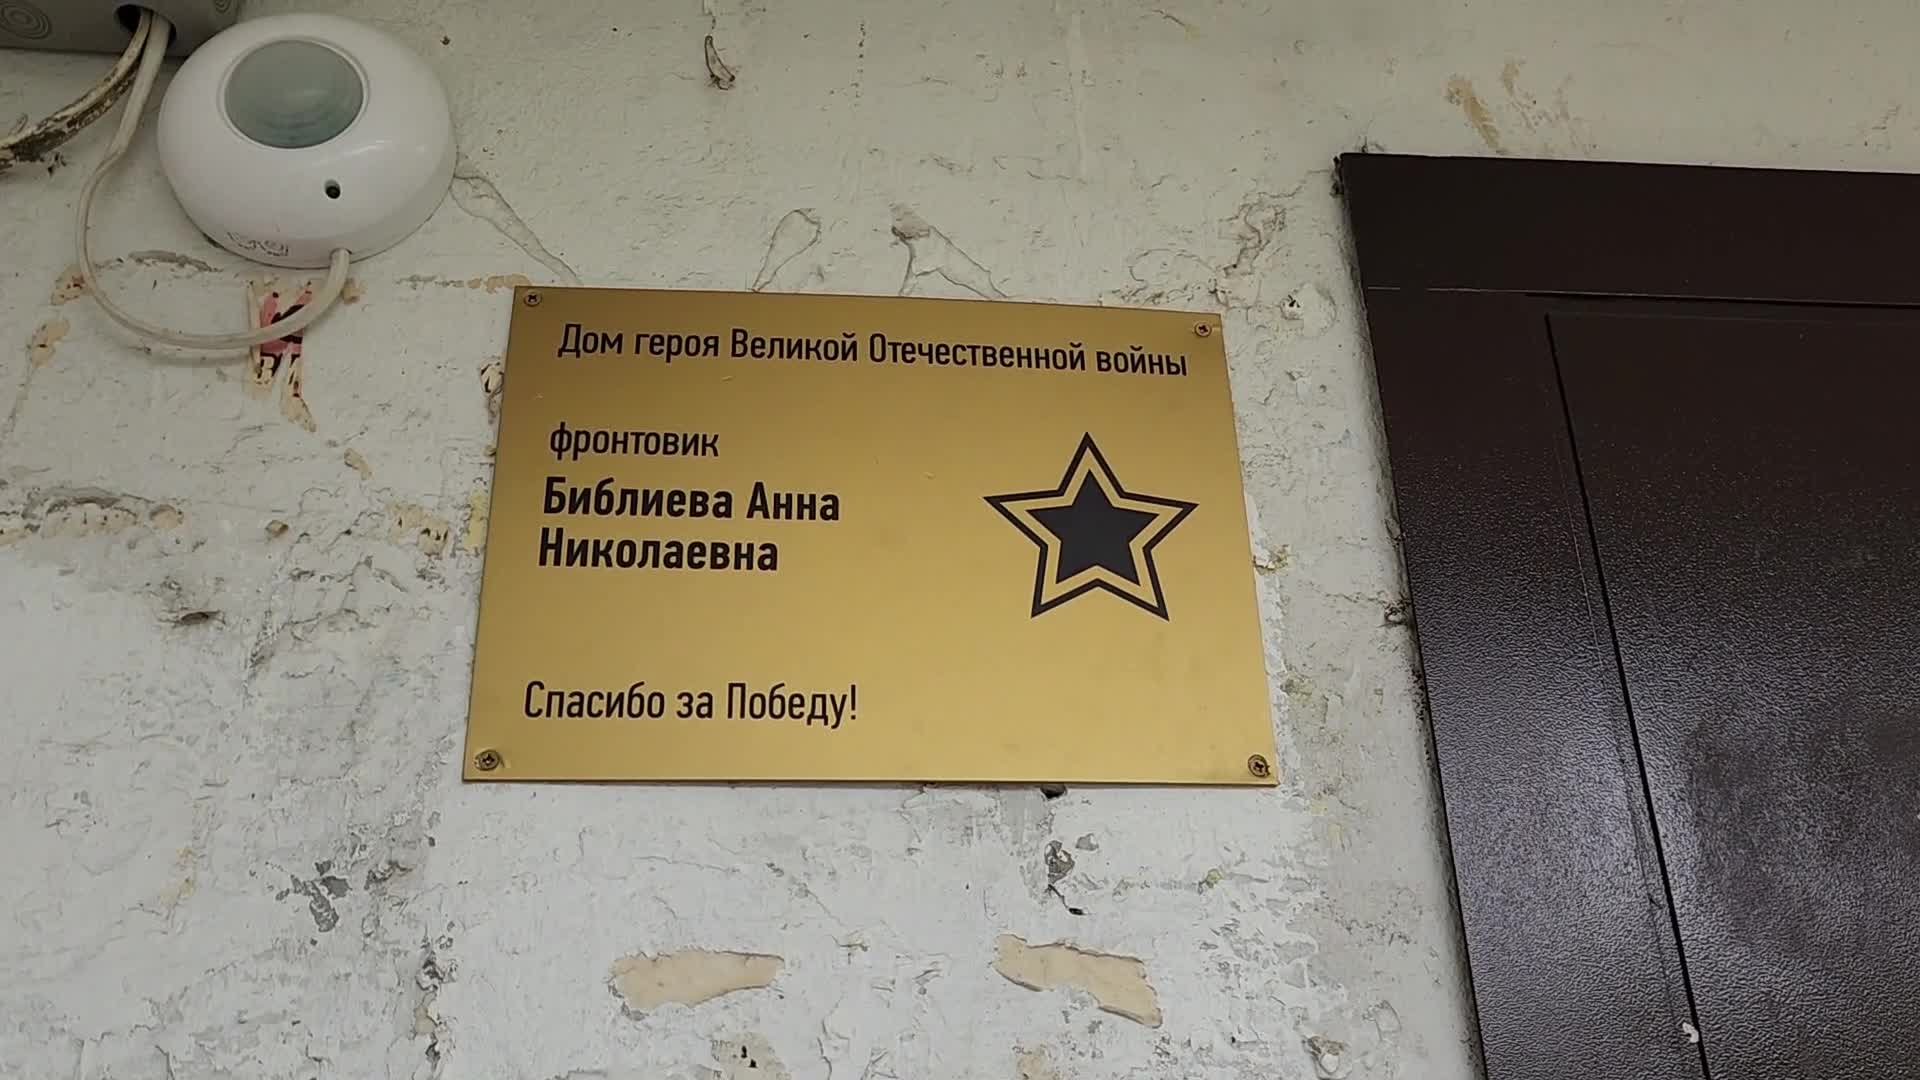 Дом героя Великой Отечественной войны
фронтовик
Библиева Анна
Николаевна
Спасибо за Победу!